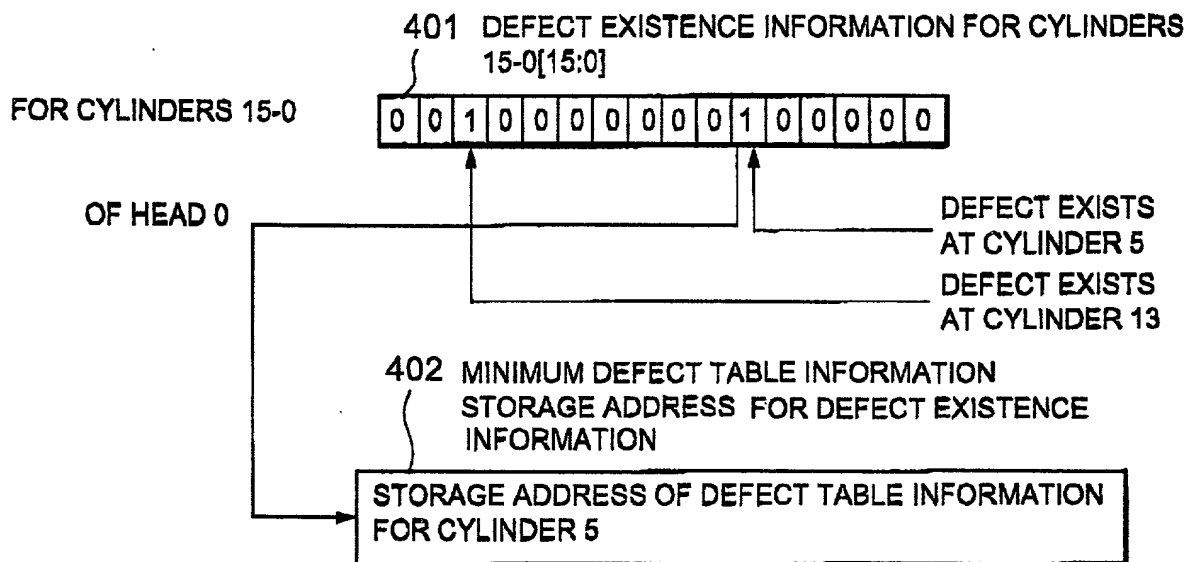 401 DEFECT EXISTENCE INFORMATION FOR CYLINDERS
15-0[15:0]
FOR CYLINDERS 15-0
0 0 1 0 0 0 0 0 0 0 1 0 0 0 0 0
OF HEAD 0
DEFECT EXISTS
AT CYLINDER 5
DEFECT EXISTS
AT CYLINDER 13
402 MINIMUM DEFECT TABLE INFORMATION
STORAGE ADDRESS FOR DEFECT EXISTENCE
INFORMATION
STORAGE ADDRESS OF DEFECT TABLE INFORMATION
FOR CYLINDER 5